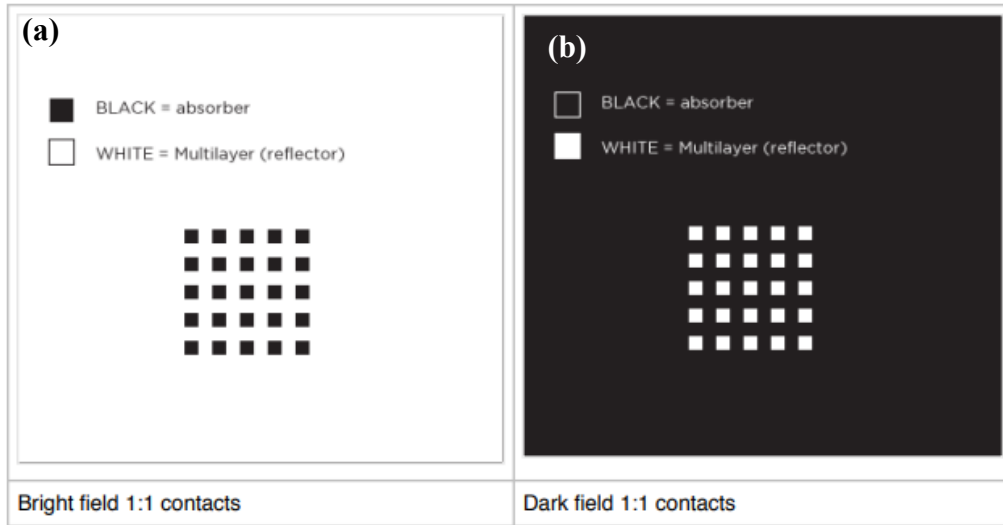 (a)
BLACK = absorber
WHITE = Multilayer (reflector)
Bright field 1:1 contacts
(b)
BLACK = absorber
WHITE = Multilayer (reflector)
Dark field 1:1 contacts